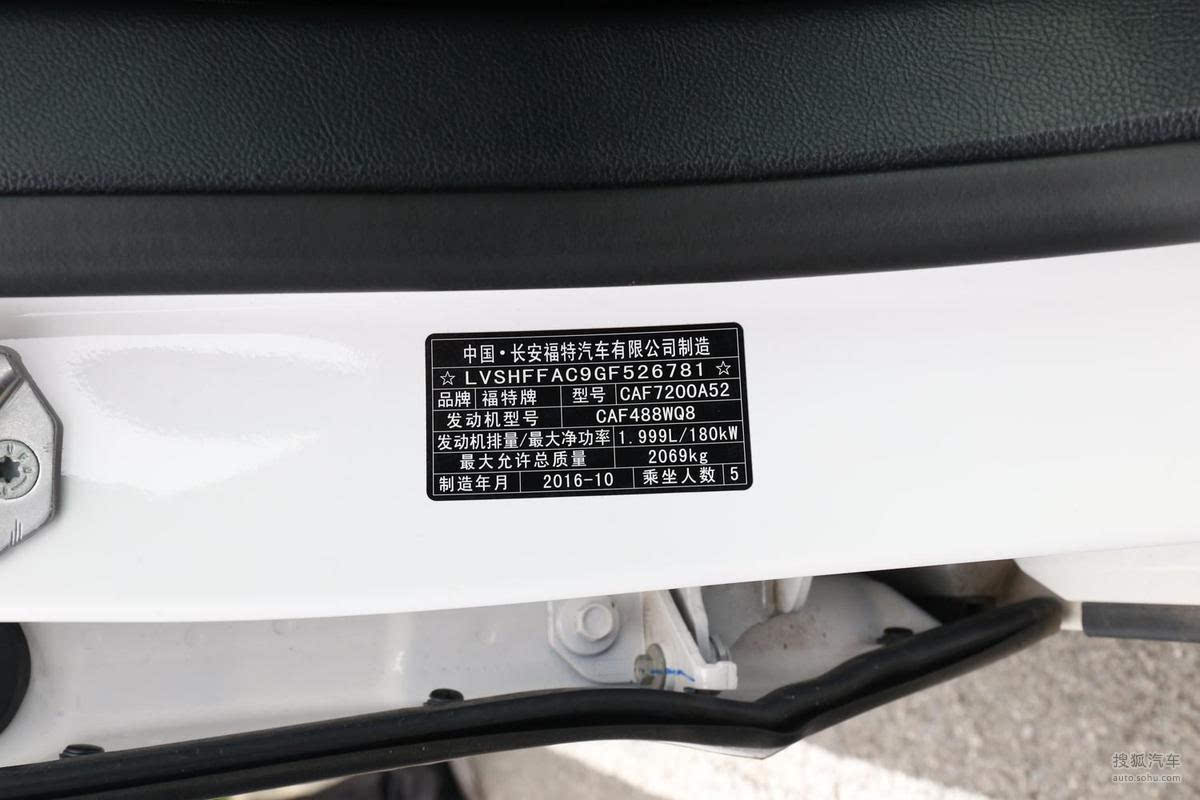 中国·长安福特汽车有限公司制造
☆ LVSHFFAC9GF526781 ☆
品牌 福特牌 型号 CAF7200A52
发动机型号 CAF488WQ8
发动机排量/最大净功率 1.999L/180kW
最大允许总质量 2069kg
制造年月 2016-10 乘坐人数 5
搜狐汽车
auto.sohu.com